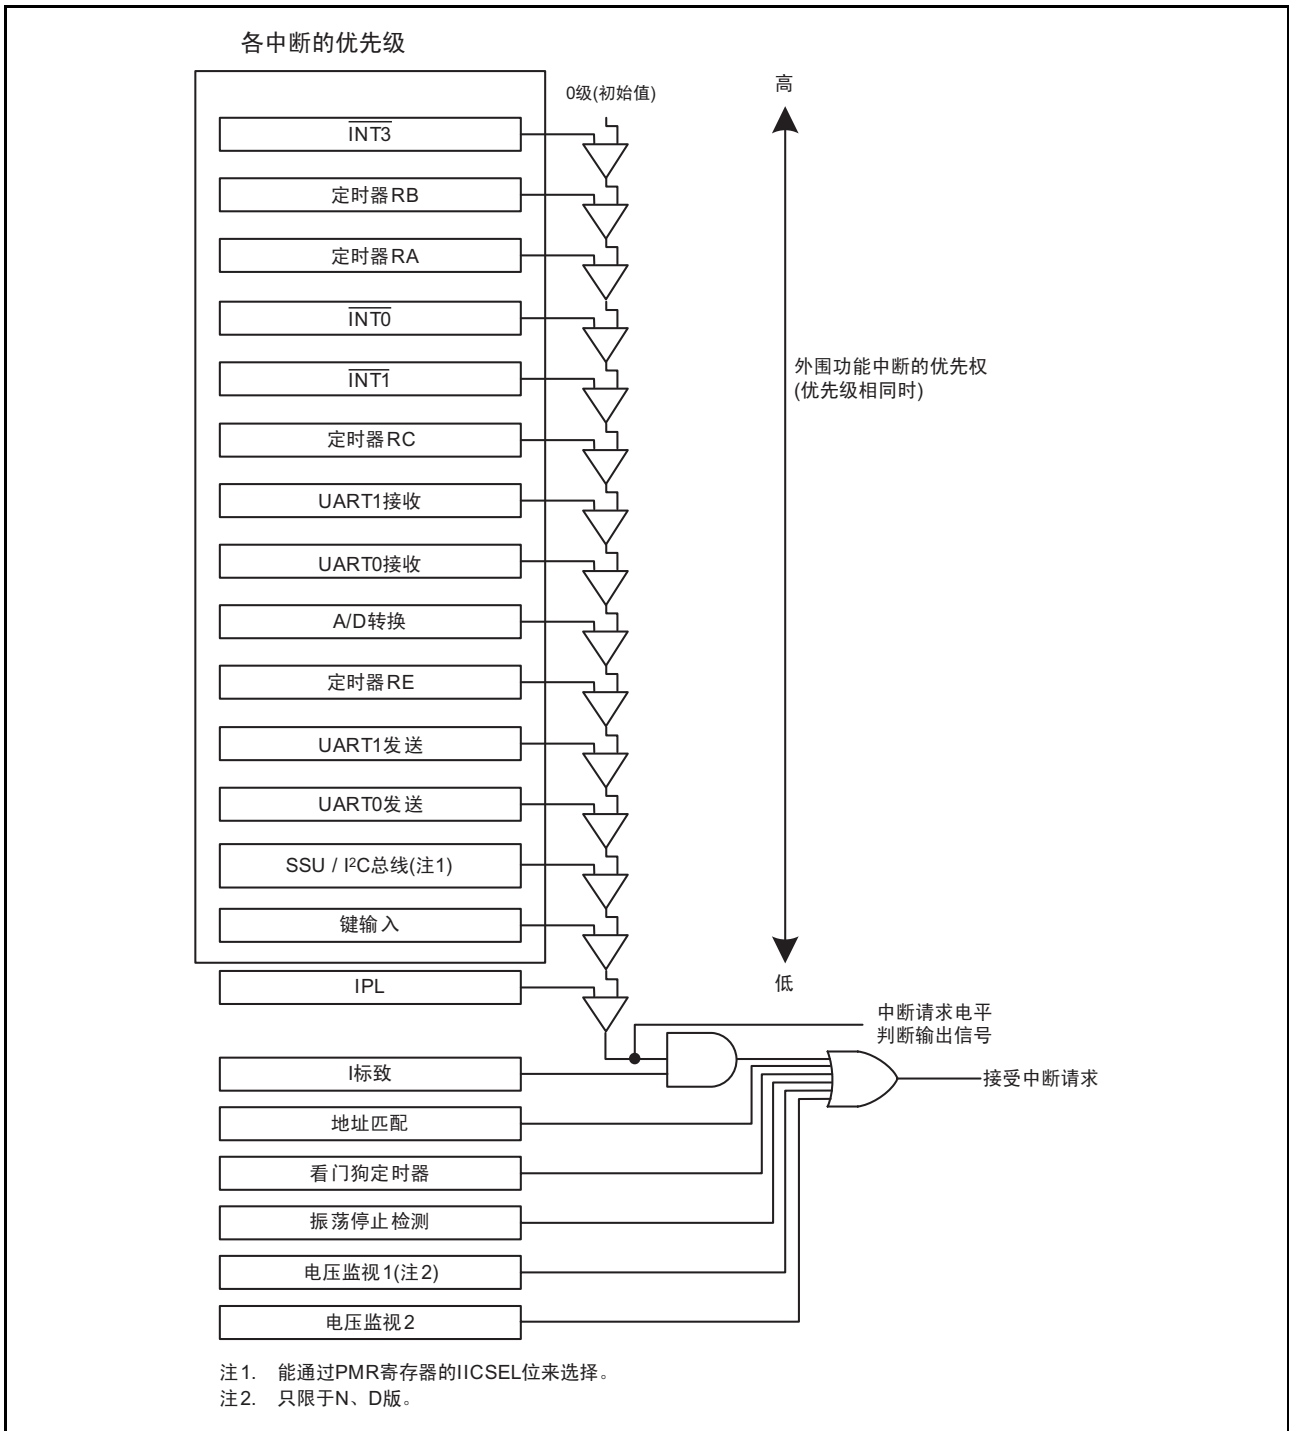 各中断的优先级
0级(初始值)
高
INT3
定时器RB
定时器RA
INT0
INT1
外围功能中断的优先权
(优先级相同时)
定时器RC
UART1接收
UART0接收
A/D转换
定时器RE
UART1发送
UART0发送
SSU / I²C总线(注1)
键输入
IPL
低
中断请求电平
判断输出信号
I标致
接受中断请求
地址匹配
看门狗定时器
振荡停止检测
电压监视1(注2)
电压监视2
注1. 能通过PMR寄存器的IICSEL位来选择。
注2. 只限于N、D版。